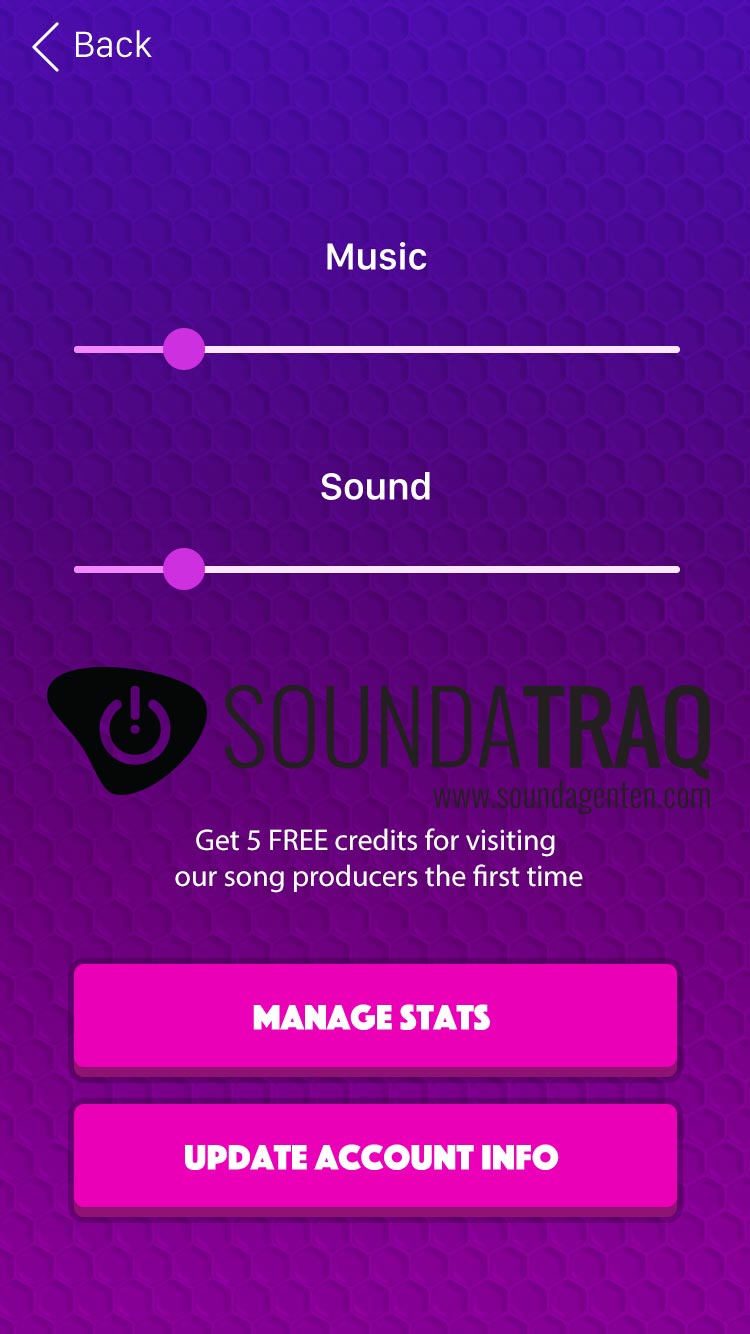 Back
Music
Sound
SOUNDATRAQ
www.soundagenten.com
Get 5 FREE credits for visiting
our song producers the first time
MANAGE STATS
UPDATE ACCOUNT INFO